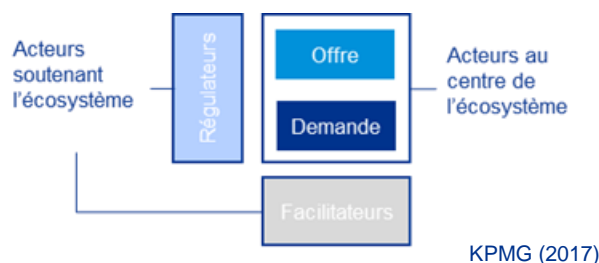 Acteurs
soutenant
l'écosystème
Régulateurs
Offre
Demande
Acteurs au
centre de
l'écosystème
Facilitateurs
KPMG (2017)